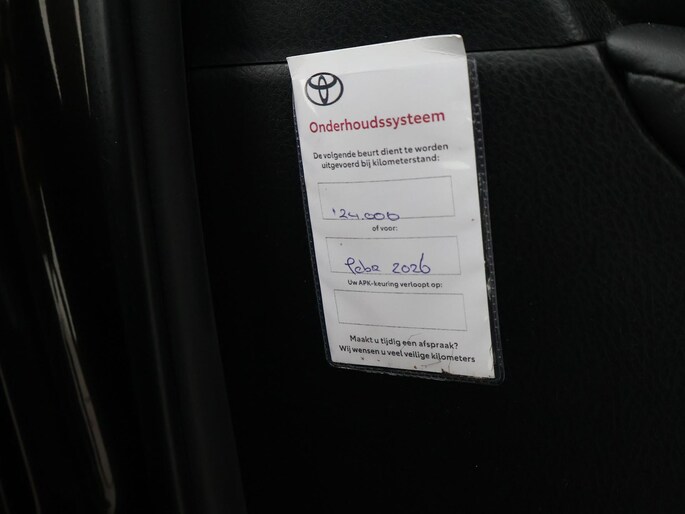 Onderhoudssysteem
De volgende beurt dient te worden
uitgevoerd bij kilometerstand:
124.000
of voor:
Febr 2026
Uw APK-keuring verloopt op:
Maakt u tijdig een afspraak?
Wij wensen u veel veilige kilometers